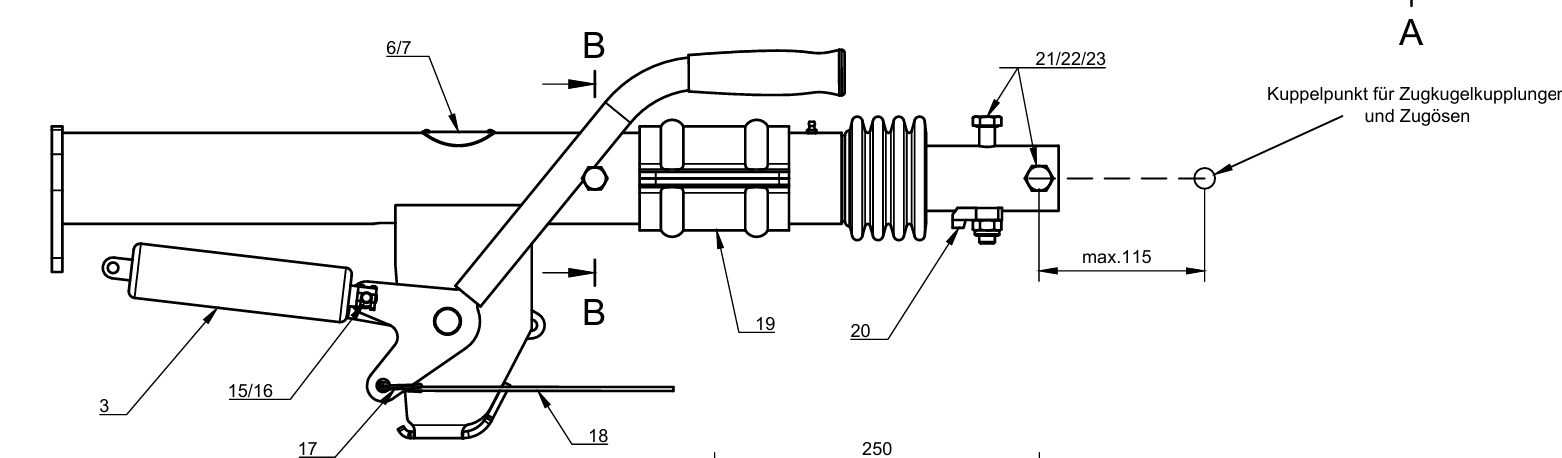 A
B
6/7
21/22/23
Kuppelpunkt für Zugkugelkupplungen
und Zugösen
max.115
B
19
20
15/16
3
18
17
250